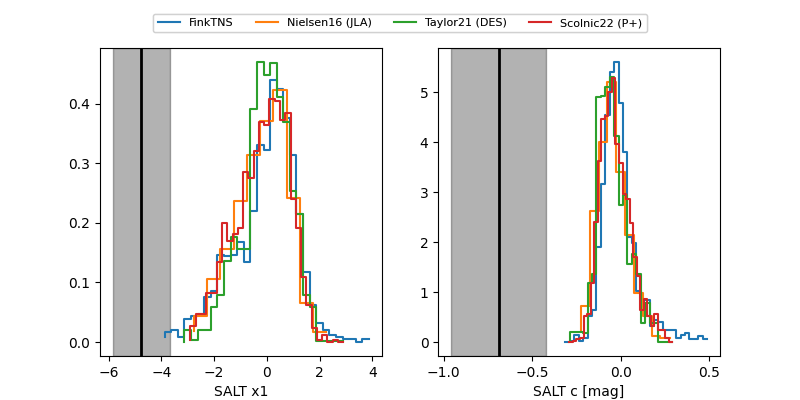 FinkTNS Nielsen16 (JLA) Taylor21 (DES) Scolnic22 (P+)
0.4
0.3
0.2
0.1
0.0
−6 −4 −2 0 2 4
SALT x1
5
4
3
2
1
0
−1.0 −0.5 0.0 0.5
SALT c [mag]